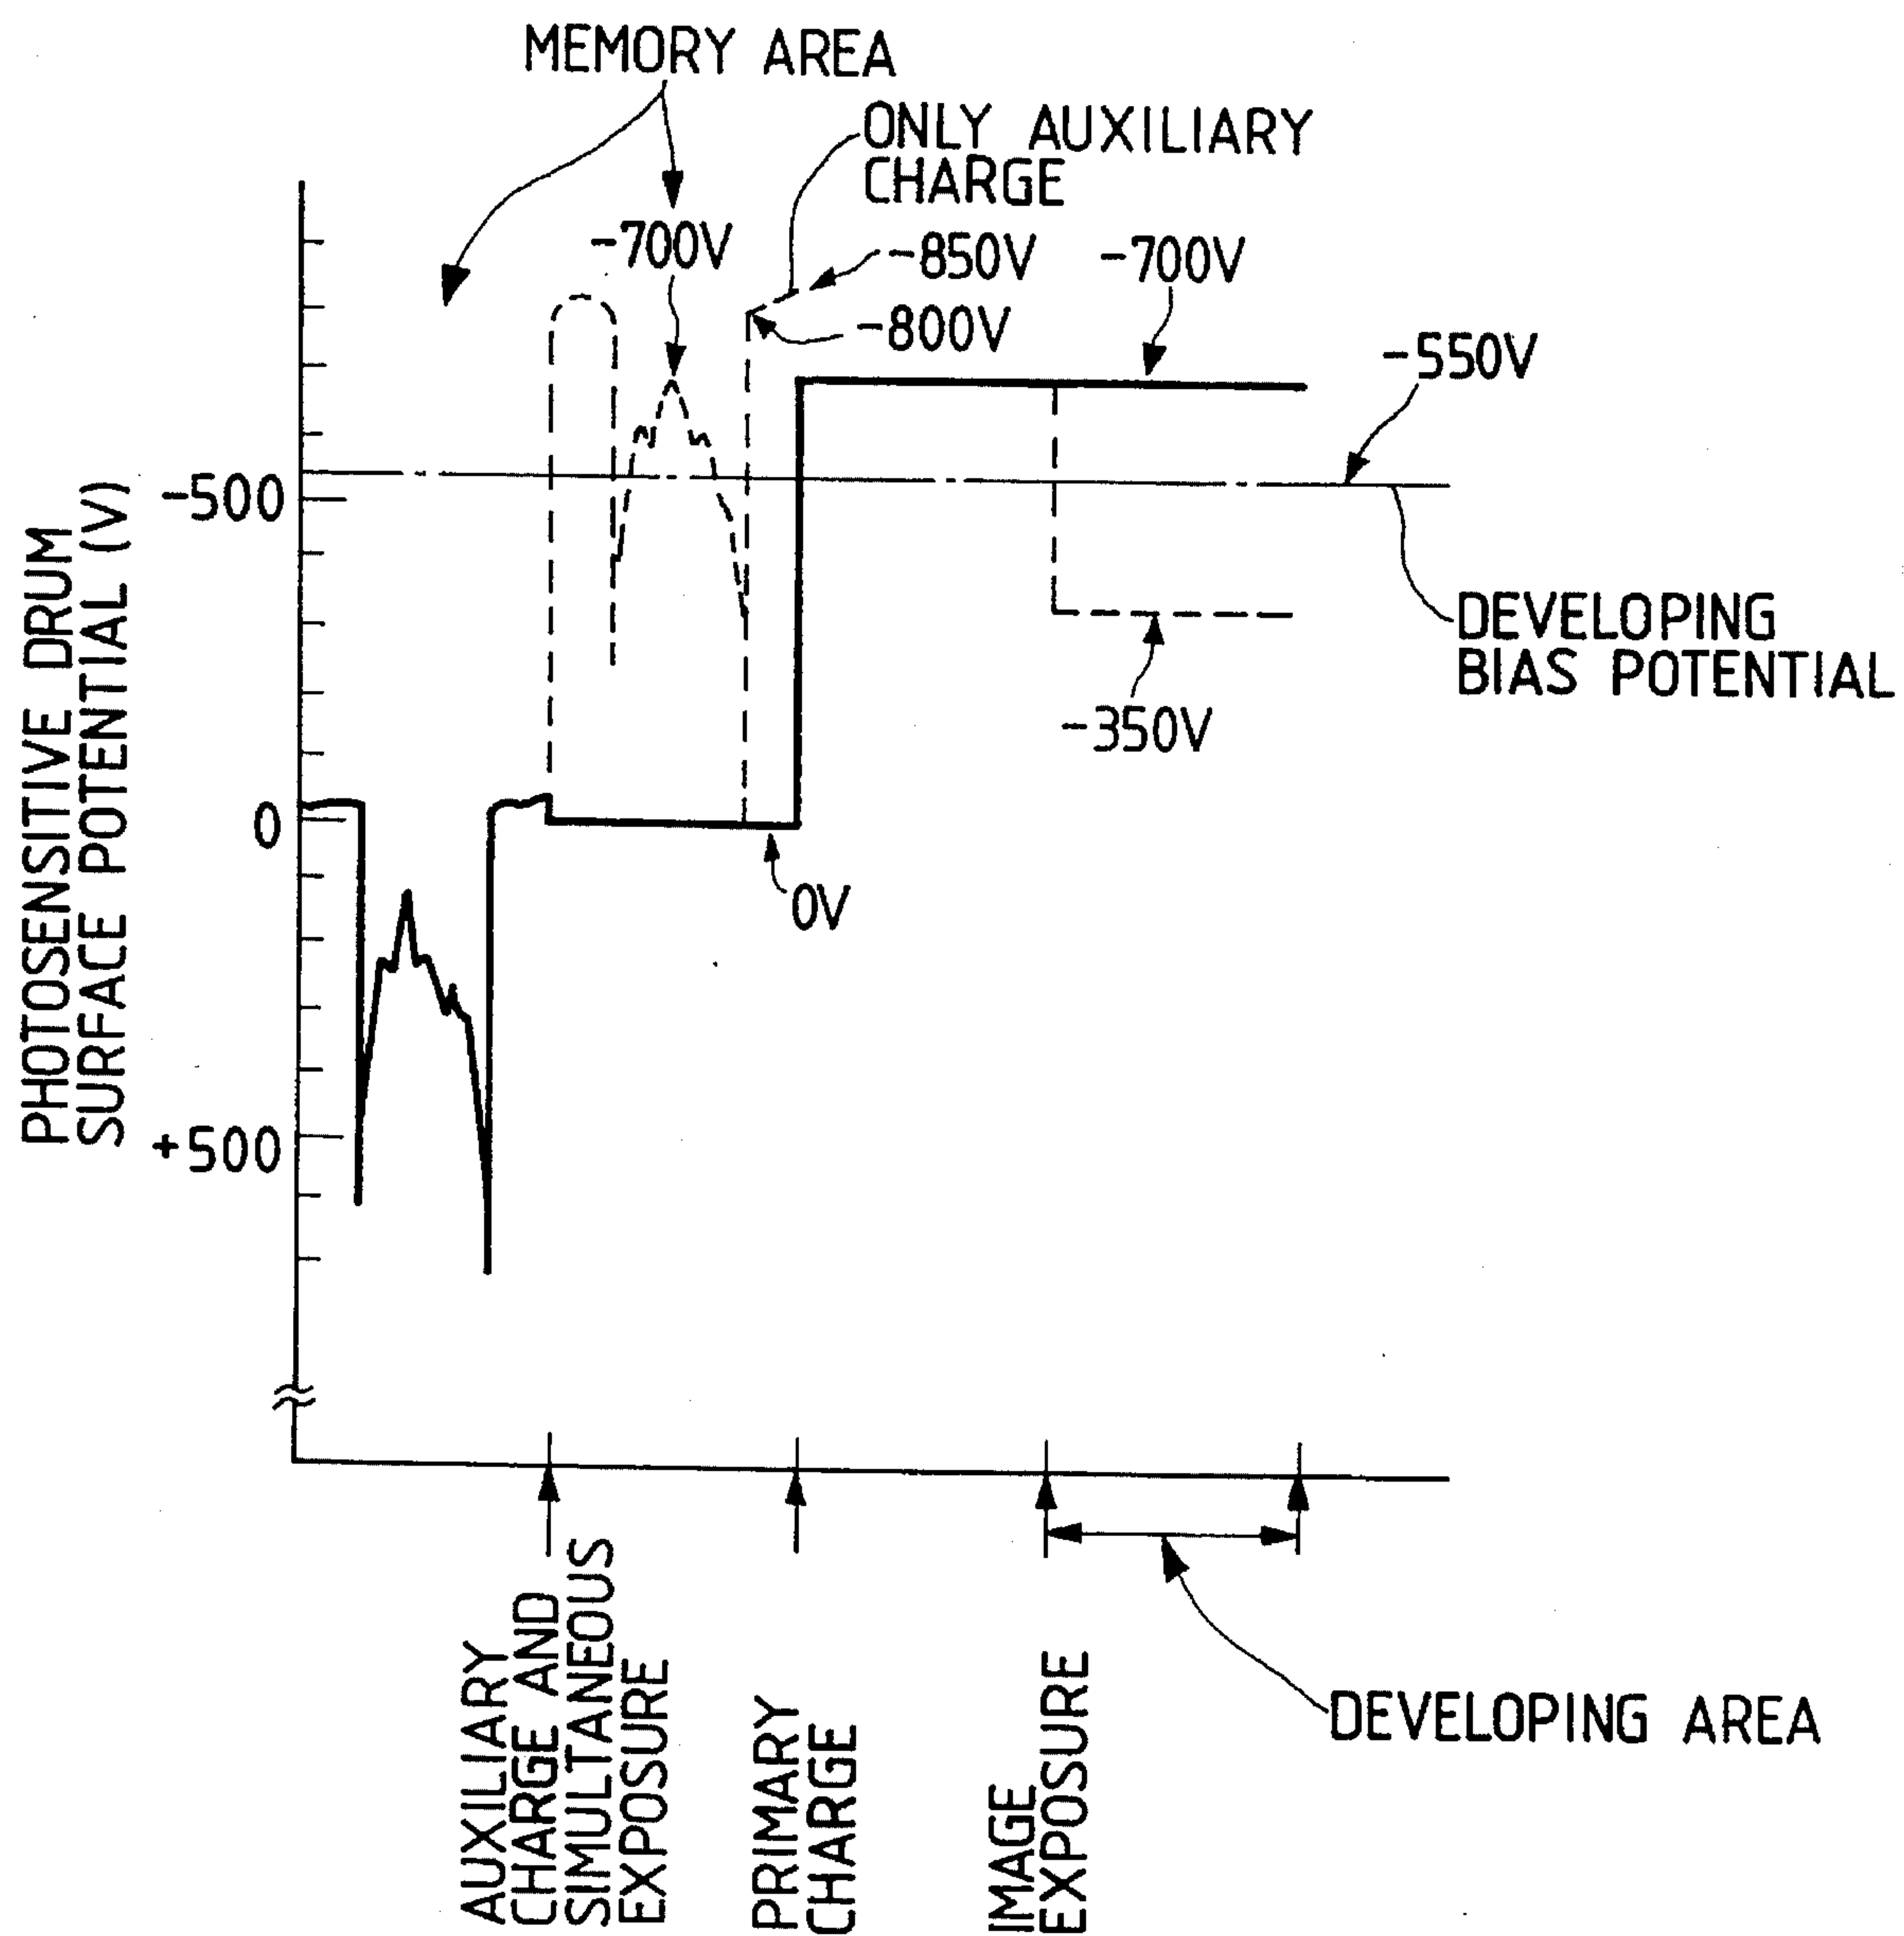 MEMORY AREA
ONLY AUXILIARY
CHARGE
-700V
-850V
-700V
-800V
-550V
-500
DEVELOPING
BIAS POTENTIAL
-350V
0
0V
+500
PHOTOSENSITIVE DRUM
SURFACE POTENTIAL (V)
AUXILIARY
CHARGE AND
SIMULTANEOUS
EXPOSURE
PRIMARY
CHARGE
IMAGE
EXPOSURE
DEVELOPING AREA